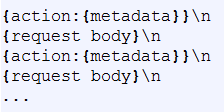 {action:{metadata}}\n
{request body}\n
{action:{metadata}}\n
{request body}\n
...